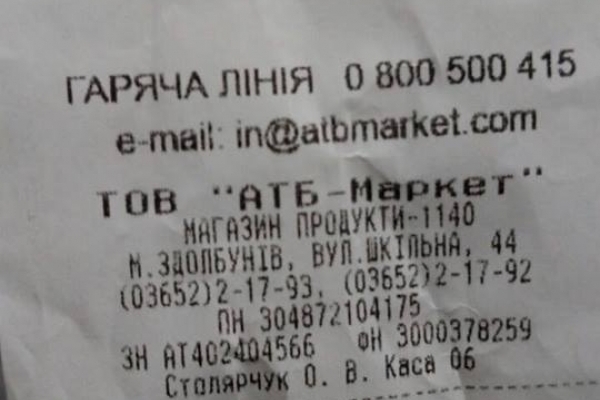 ГАРЯЧА ЛІНІЯ 0 800 500 415
e-mail: in@atbmarket.com
ТОВ "АТБ-Маркет"
МАГАЗИН ПРОДУКТИ-1140
М.ЗДОЛБУНІВ, ВУЛ.ШКІЛЬНА, 44
(03652)2-17-93, (03652)2-17-92
ПН 304872104175
ЗН АТ402404566 ФН 3000378259
Столярчук О. В. Каса 06